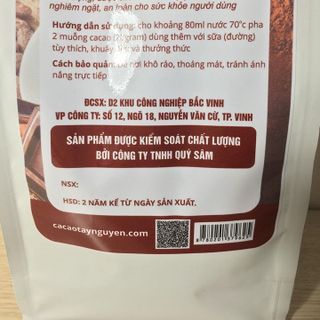 nghiêm ngặt, an toàn cho sức khỏe người dùng
Hướng dẫn sử dụng: cho khoảng 80ml nước 70°c pha
2 muỗng cacao (20gram) dùng thêm với sữa (đường)
tùy thích, khuấy và thưởng thức
Cách bảo quản: Để nơi khô ráo, thoáng mát, tránh ánh
nắng trực tiếp
ĐCSX: D2 KHU CÔNG NGHIỆP BẮC VINH
VP CÔNG TY: SỐ 12, NGÕ 18, NGUYỄN VĂN CỪ, TP. VINH
SẢN PHẨM ĐƯỢC KIỂM SOÁT CHẤT LƯỢNG
BỞI CÔNG TY TNHH QUÝ SÂM
NSX:
HSD: 2 NĂM KỂ TỪ NGÀY SẢN XUẤT.
cacaotaynguyen.com